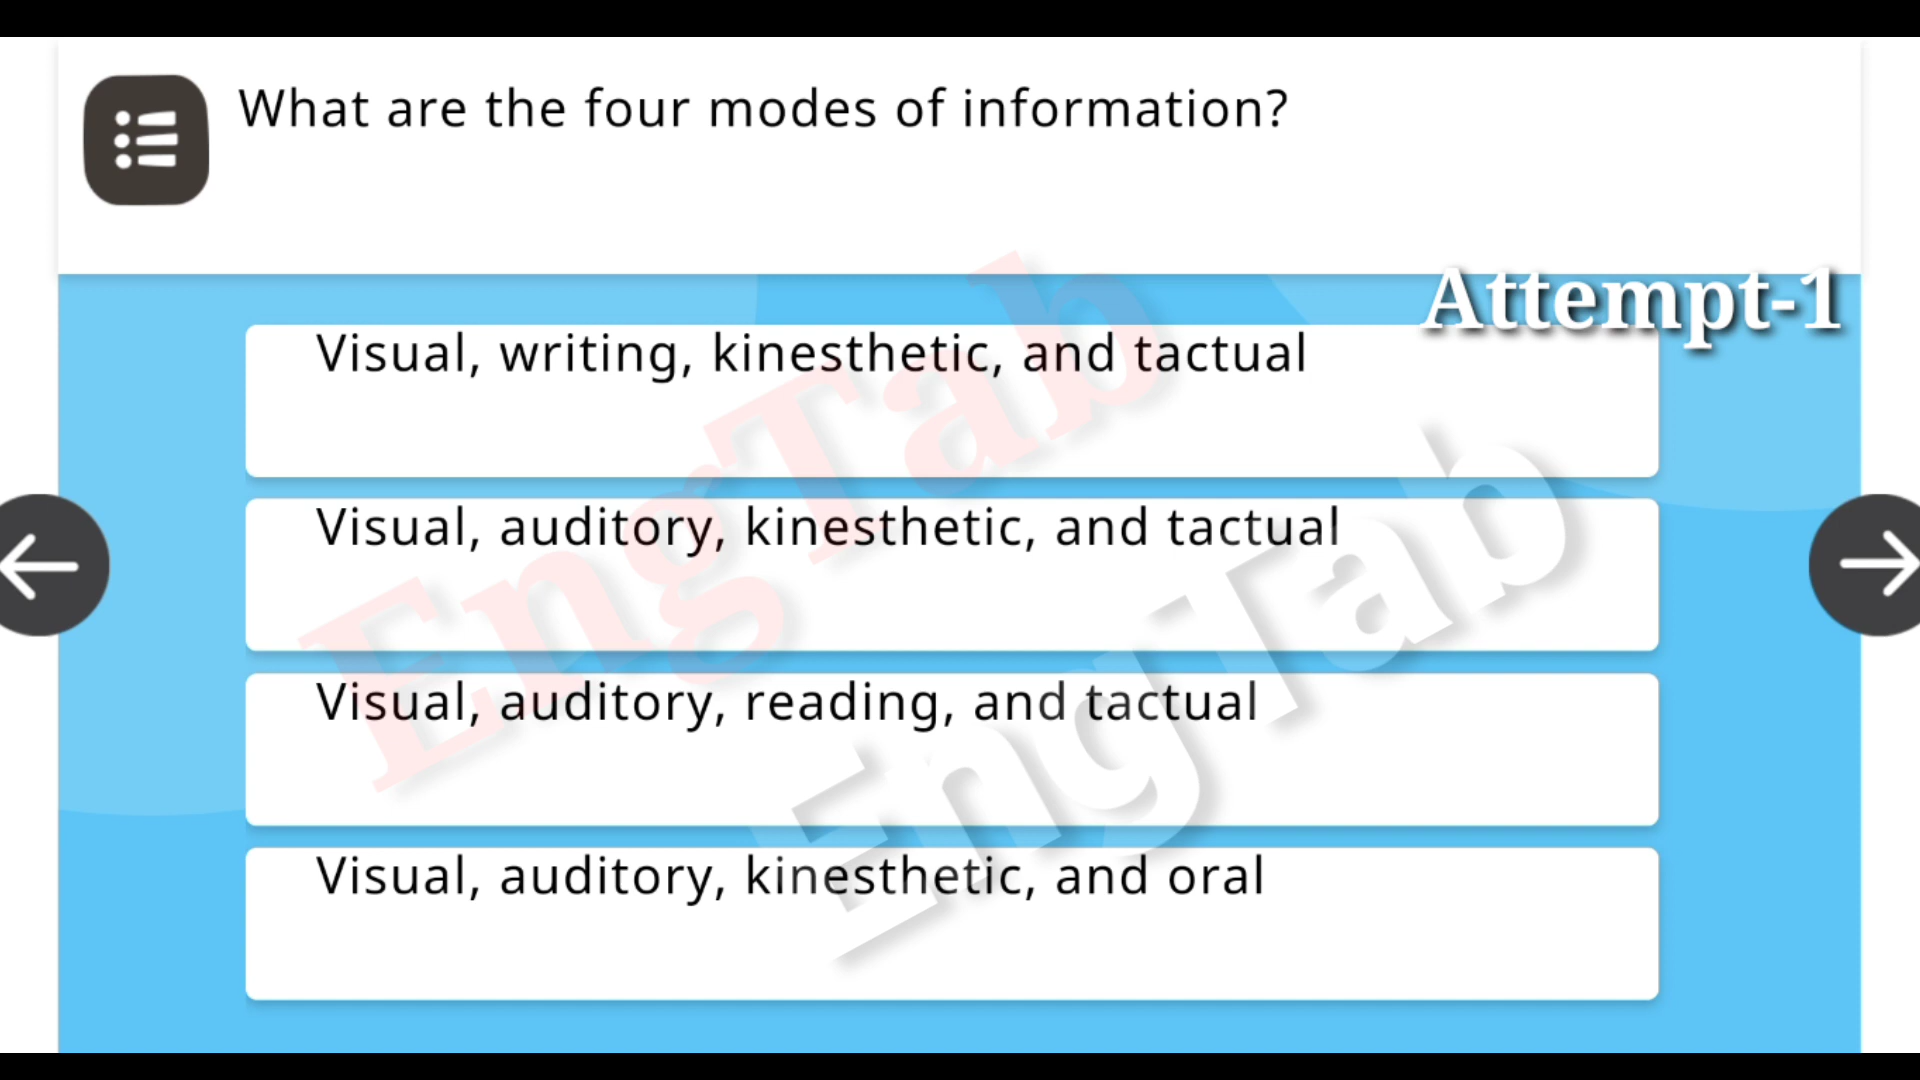 What are the four modes of information?
Attempt-1
Visual, writing, kinesthetic, and tactual
Visual, auditory, kinesthetic, and tactual
Visual, auditory, reading, and tactual
Visual, auditory, kinesthetic, and oral
EngTab
EngTab